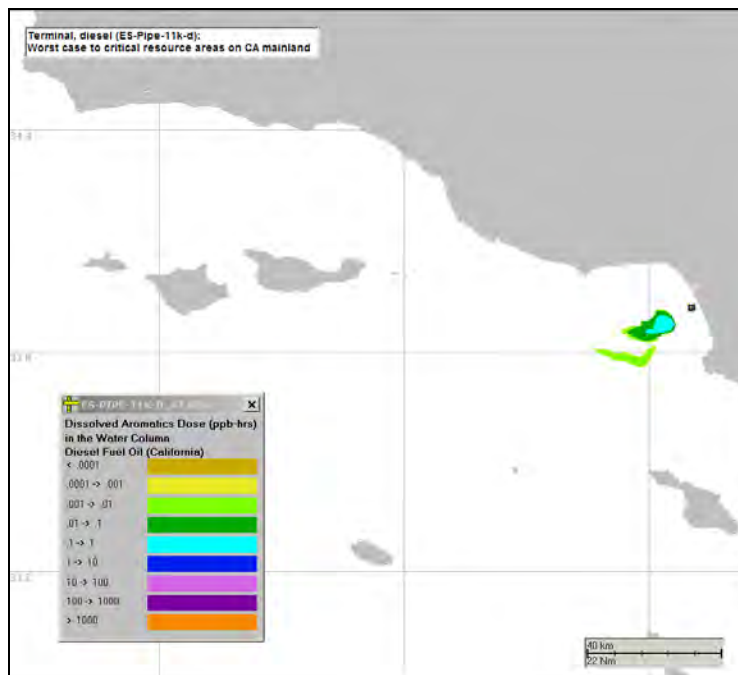 Terminal, diesel (ES-Pipe-11k-d):
Worst case to critical resource areas on CA mainland
Dissolved Aromatics Dose (ppb-hrs)
in the Water Column
Diesel Fuel Oil (California)
< .0001
.0001 -> .001
.001 -> .01
.01 -> .1
.1 -> 1
1 -> 10
10 -> 100
100 -> 1000
> 1000
40 km
22 Nm